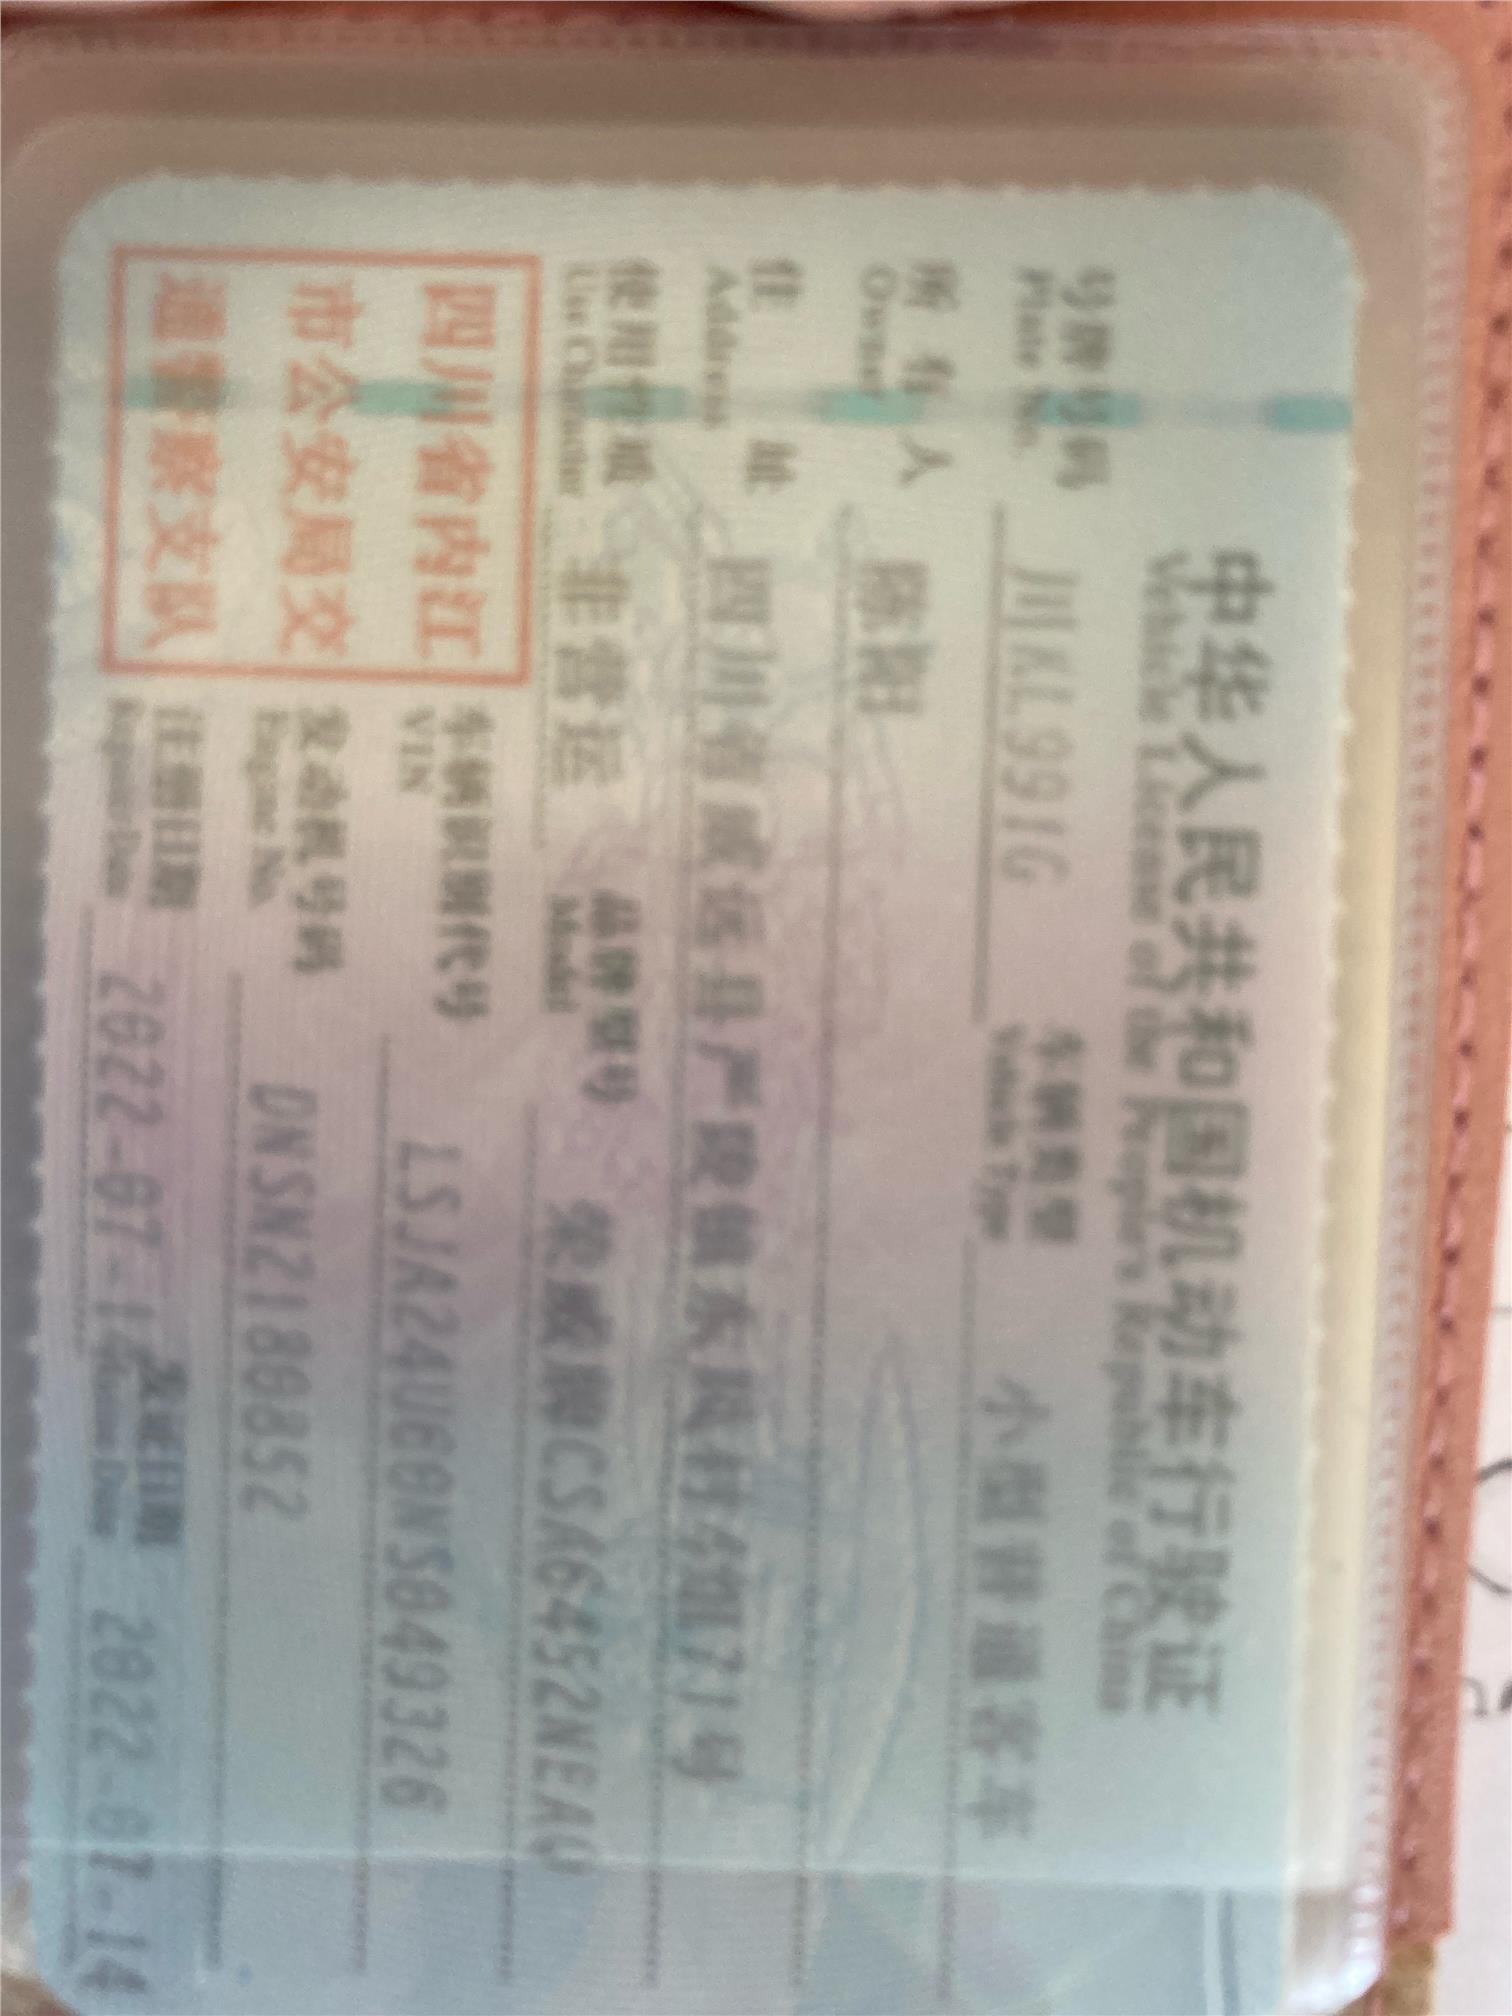 中华人民共和国机动车行驶证
Vehicle License of the People's Republic of China
号牌号码 川KL991G 车辆类型 小型普通客车
Plate No. Vehicle Type
所有人 陈阳
Owner
住址 四川省威远县严陵镇东风村 组71号
Address
使用性质 非营运 品牌型号 荣威牌CSA6452NEAU
Use Character Model
四川省内江
市公安局交
通警察支队
车辆识别代号 LSJA24U60NS049326
VIN
发动机号码 DNSN2180852
Engine No.
注册日期 2022-07-14 发证日期 2022-07-14
Register Date Issue Date